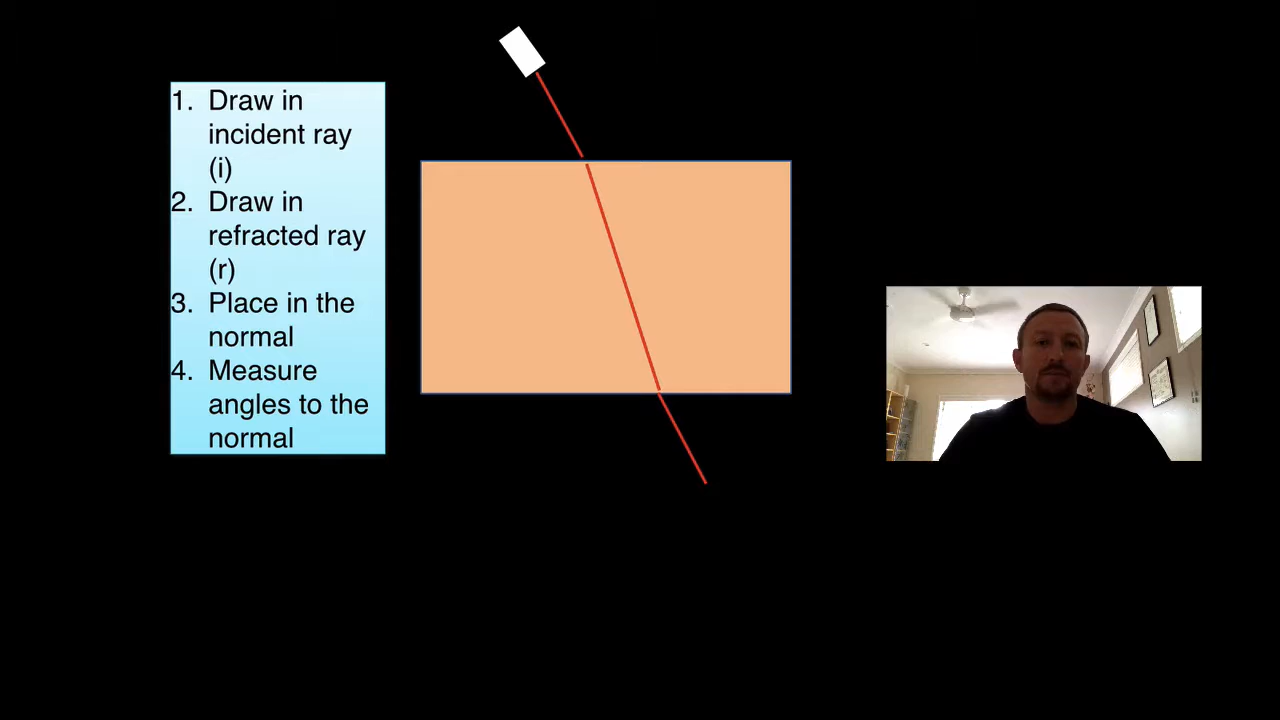 1. Draw in
incident ray
(i)
2. Draw in
refracted ray
(r)
3. Place in the
normal
4. Measure
angles to the
normal